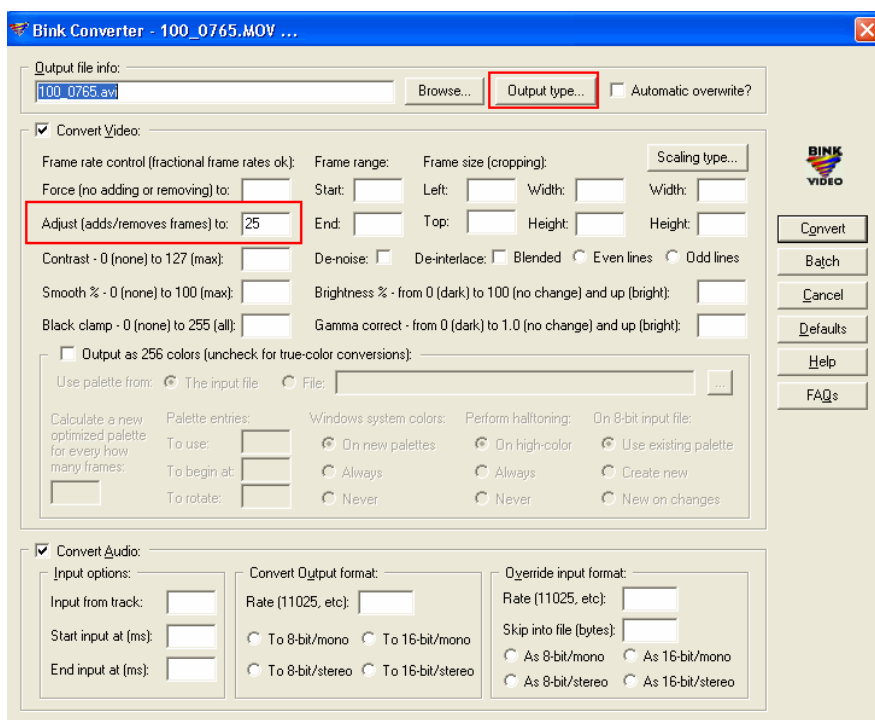 Bink Converter - 100_0765.MOV ...
Output file info:
100_0765.avi
Browse...
Output type...
Automatic overwrite?
Convert Video:
Frame rate control (fractional frame rates ok):
Frame range:
Frame size (cropping):
Scaling type...
Force (no adding or removing) to:
Start:
Left:
Width:
Width:
Adjust (adds/removes frames) to:
25
End:
Top:
Height:
Height:
Contrast - 0 (none) to 127 (max):
De-noise:
De-interlace:
Blended
Even lines
Odd lines
Smooth % - 0 (none) to 100 (max):
Brightness % - from 0 (dark) to 100 (no change) and up (bright):
Black clamp - 0 (none) to 255 (all):
Gamma correct - from 0 (dark) to 1.0 (no change) and up (bright):
Output as 256 colors (uncheck for true-color conversions):
Use palette from:
The input file
File:
...
Calculate a new
optimized palette
for every how
many frames:
Palette entries:
To use:
To begin at:
To rotate:
Windows system colors:
On new palettes
Always
Never
Perform halftoning:
On high-color
Always
Never
On 8-bit input file:
Use existing palette
Create new
New on changes
Convert Audio:
Input options:
Input from track:
Start input at (ms):
End input at (ms):
Convert Output format:
Rate (11025, etc):
To 8-bit/mono
To 16-bit/mono
To 8-bit/stereo
To 16-bit/stereo
Override input format:
Rate (11025, etc):
Skip into file (bytes):
As 8-bit/mono
As 16-bit/mono
As 8-bit/stereo
As 16-bit/stereo
BINK
VIDEO
Convert
Batch
Cancel
Defaults
Help
FAQs